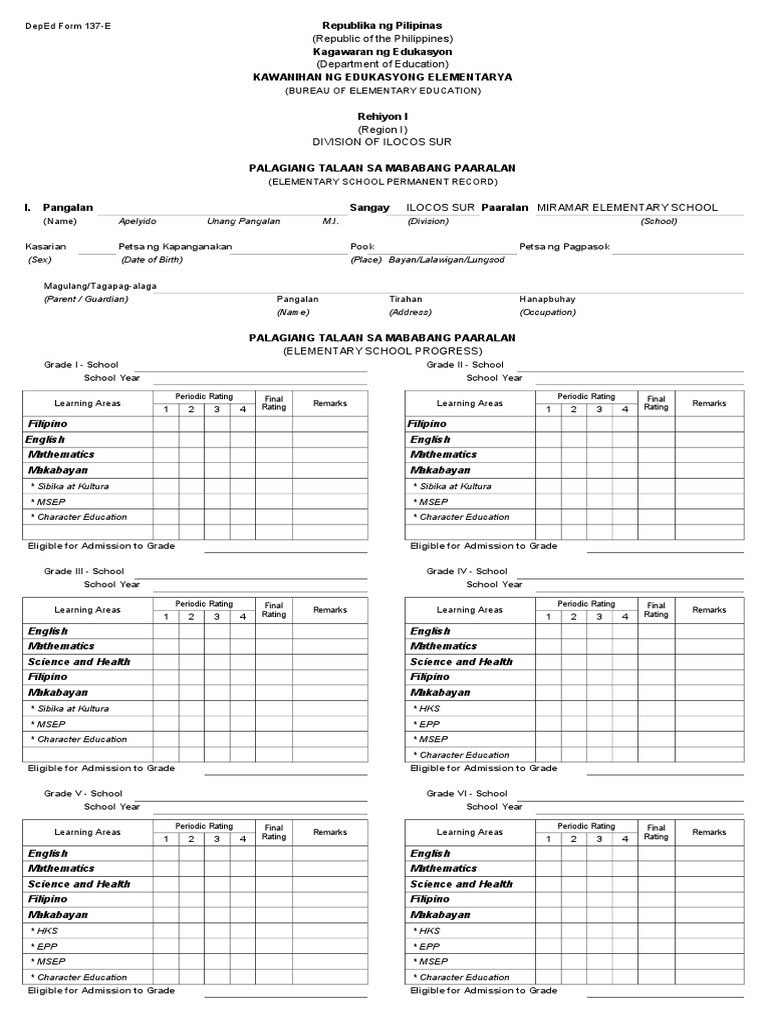 DepEd Form 137-E
Republika ng Pilipinas
(Republic of the Philippines)
Kagawaran ng Edukasyon
(Department of Education)
KAWANIHAN NG EDUKASYONG ELEMENTARYA
(BUREAU OF ELEMENTARY EDUCATION)
Rehiyon I
(Region I)
DIVISION OF ILOCOS SUR
PALAGIANG TALAAN SA MABABANG PAARALAN
(ELEMENTARY SCHOOL PERMANENT RECORD)
I. Pangalan Sangay ILOCOS SUR Paaralan MIRAMAR ELEMENTARY SCHOOL
(Name) Apelyido Unang Pangalan M.I. (Division) (School)
Kasarian Petsa ng Kapanganakan Pook Petsa ng Pagpasok
(Sex) (Date of Birth) (Place) Bayan/Lalawigan/Lungsod
Magulang/Tagapag-alaga
(Parent / Guardian) Pangalan Tirahan Hanapbuhay
(Name) (Address) (Occupation)
PALAGIANG TALAAN SA MABABANG PAARALAN
(ELEMENTARY SCHOOL PROGRESS)
Grade I - School
School Year
Learning Areas Periodic Rating Final Rating Remarks
1 2 3 4
Filipino
English
Mathematics
Makabayan
* Sibika at Kultura
* MSEP
* Character Education
Eligible for Admission to Grade
Grade II - School
School Year
Learning Areas Periodic Rating Final Rating Remarks
1 2 3 4
Filipino
English
Mathematics
Makabayan
* Sibika at Kultura
* MSEP
* Character Education
Eligible for Admission to Grade
Grade III - School
School Year
Learning Areas Periodic Rating Final Rating Remarks
1 2 3 4
English
Mathematics
Science and Health
Filipino
Makabayan
* Sibika at Kultura
* MSEP
* Character Education
Eligible for Admission to Grade
Grade IV - School
School Year
Learning Areas Periodic Rating Final Rating Remarks
1 2 3 4
English
Mathematics
Science and Health
Filipino
Makabayan
* HKS
* EPP
* MSEP
* Character Education
Eligible for Admission to Grade
Grade V - School
School Year
Learning Areas Periodic Rating Final Rating Remarks
1 2 3 4
English
Mathematics
Science and Health
Filipino
Makabayan
* HKS
* EPP
* MSEP
* Character Education
Eligible for Admission to Grade
Grade VI - School
School Year
Learning Areas Periodic Rating Final Rating Remarks
1 2 3 4
English
Mathematics
Science and Health
Filipino
Makabayan
* HKS
* EPP
* MSEP
* Character Education
Eligible for Admission to Grade